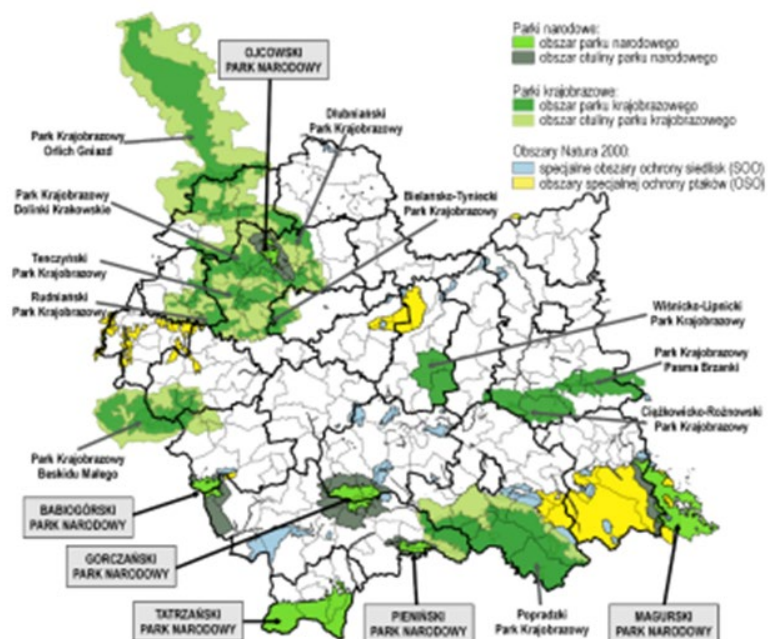 OJCOWSKI
PARK NARODOWY
Parki narodowe:
obszar parku narodowego
obszar otuliny parku narodowego
Parki krajobrazowe:
obszar parku krajobrazowego
obszar otuliny parku krajobrazowego
Obszary Natura 2000:
specjalne obszary ochrony siedlisk (SOO)
obszary specjalnej ochrony ptaków (OSO)
Dłubniański
Park Krajobrazowy
Park Krajobrazowy
Orlich Gniazd
Park Krajobrazowy
Dolinki Krakowskie
Bielańsko-Tyniecki
Park Krajobrazowy
Tenczyński
Park Krajobrazowy
Rudniański
Park Krajobrazowy
Wiśnicko-Lipnicki
Park Krajobrazowy
Park Krajobrazowy
Pasma Brzanki
Ciężkowicko-Rożnowski
Park Krajobrazowy
Park Krajobrazowy
Beskidu Małego
BABIOGÓRSKI
PARK NARODOWY
GORCZAŃSKI
PARK NARODOWY
TATRZAŃSKI
PARK NARODOWY
PIENIŃSKI
PARK NARODOWY
Popradzki
Park Krajobrazowy
MAGURSKI
PARK NARODOWY